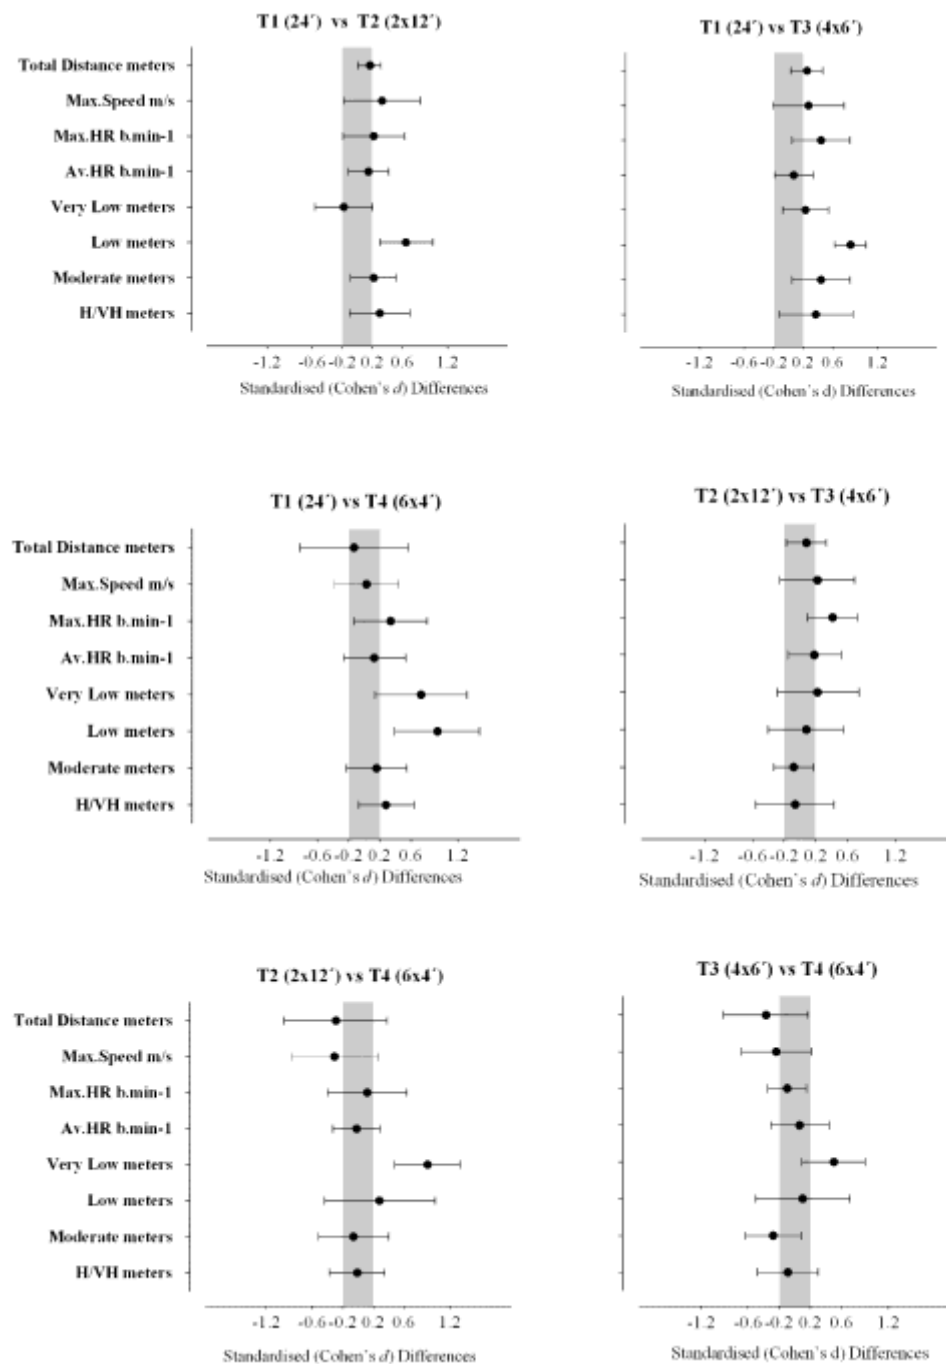 T1 (24´) vs T2 (2x12´)
Total Distance meters
Max.Speed m/s
Max.HR b.min-1
Av.HR b.min-1
Very Low meters
Low meters
Moderate meters
H/VH meters
-1.2 -0.6 -0.2 0.2 0.6 1.2
Standardised (Cohen´s d) Differences
T1 (24´) vs T3 (4x6´)
-1.2 -0.6 -0.2 0.2 0.6 1.2
Standardised (Cohen´s d) Differences
T1 (24´) vs T4 (6x4´)
Total Distance meters
Max.Speed m/s
Max.HR b.min-1
Av.HR b.min-1
Very Low meters
Low meters
Moderate meters
H/VH meters
-1.2 -0.6 -0.2 0.2 0.6 1.2
Standardised (Cohen´s d) Differences
T2 (2x12´) vs T3 (4x6´)
-1.2 -0.6 -0.2 0.2 0.6 1.2
Standardised (Cohen´s d) Differences
T2 (2x12´) vs T4 (6x4´)
Total Distance meters
Max.Speed m/s
Max.HR b.min-1
Av.HR b.min-1
Very Low meters
Low meters
Moderate meters
H/VH meters
-1.2 -0.6 -0.2 0.2 0.6 1.2
Standardised (Cohen´s d) Differences
T3 (4x6´) vs T4 (6x4´)
-1.2 -0.6 -0.2 0.2 0.6 1.2
Standardised (Cohen´s d) Differences